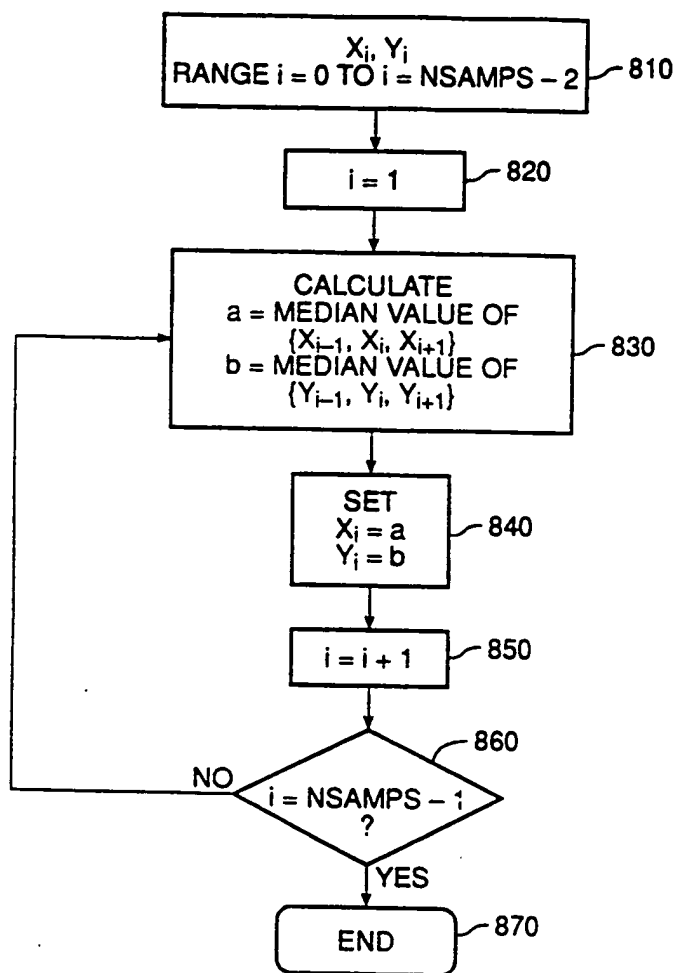 Xi, Yi
RANGE i = 0 TO i = NSAMPS – 2
810
i = 1
820
CALCULATE
a = MEDIAN VALUE OF
{Xi–1, Xi, Xi+1}
b = MEDIAN VALUE OF
{Yi–1, Yi, Yi+1}
830
SET
Xi = a
Yi = b
840
i = i + 1
850
860
NO
i = NSAMPS – 1
?
YES
END
870